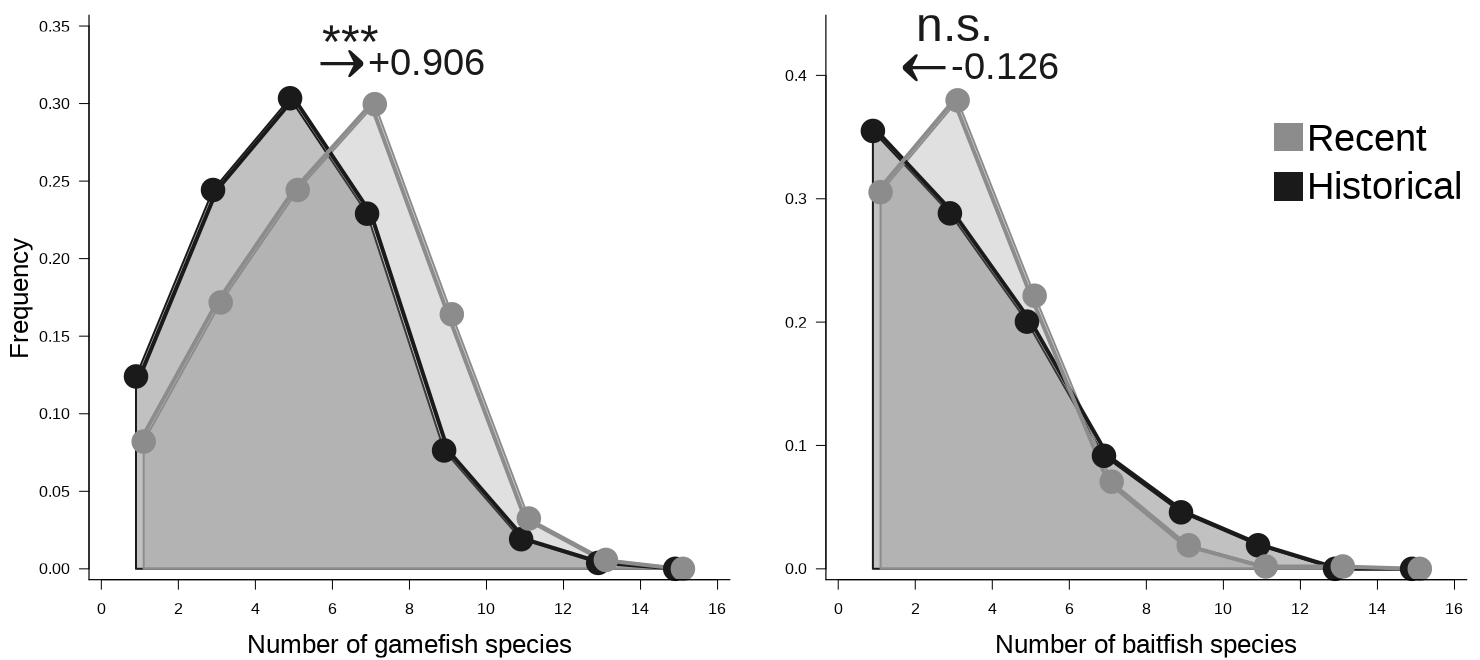 ***
+0.906
0.35
0.30
0.25
0.20
0.15
0.10
0.05
0.00
Frequency
0 2 4 6 8 10 12 14 16
Number of gamefish species
n.s.
-0.126
0.4
0.3
0.2
0.1
0.0
Recent
Historical
0 2 4 6 8 10 12 14 16
Number of baitfish species